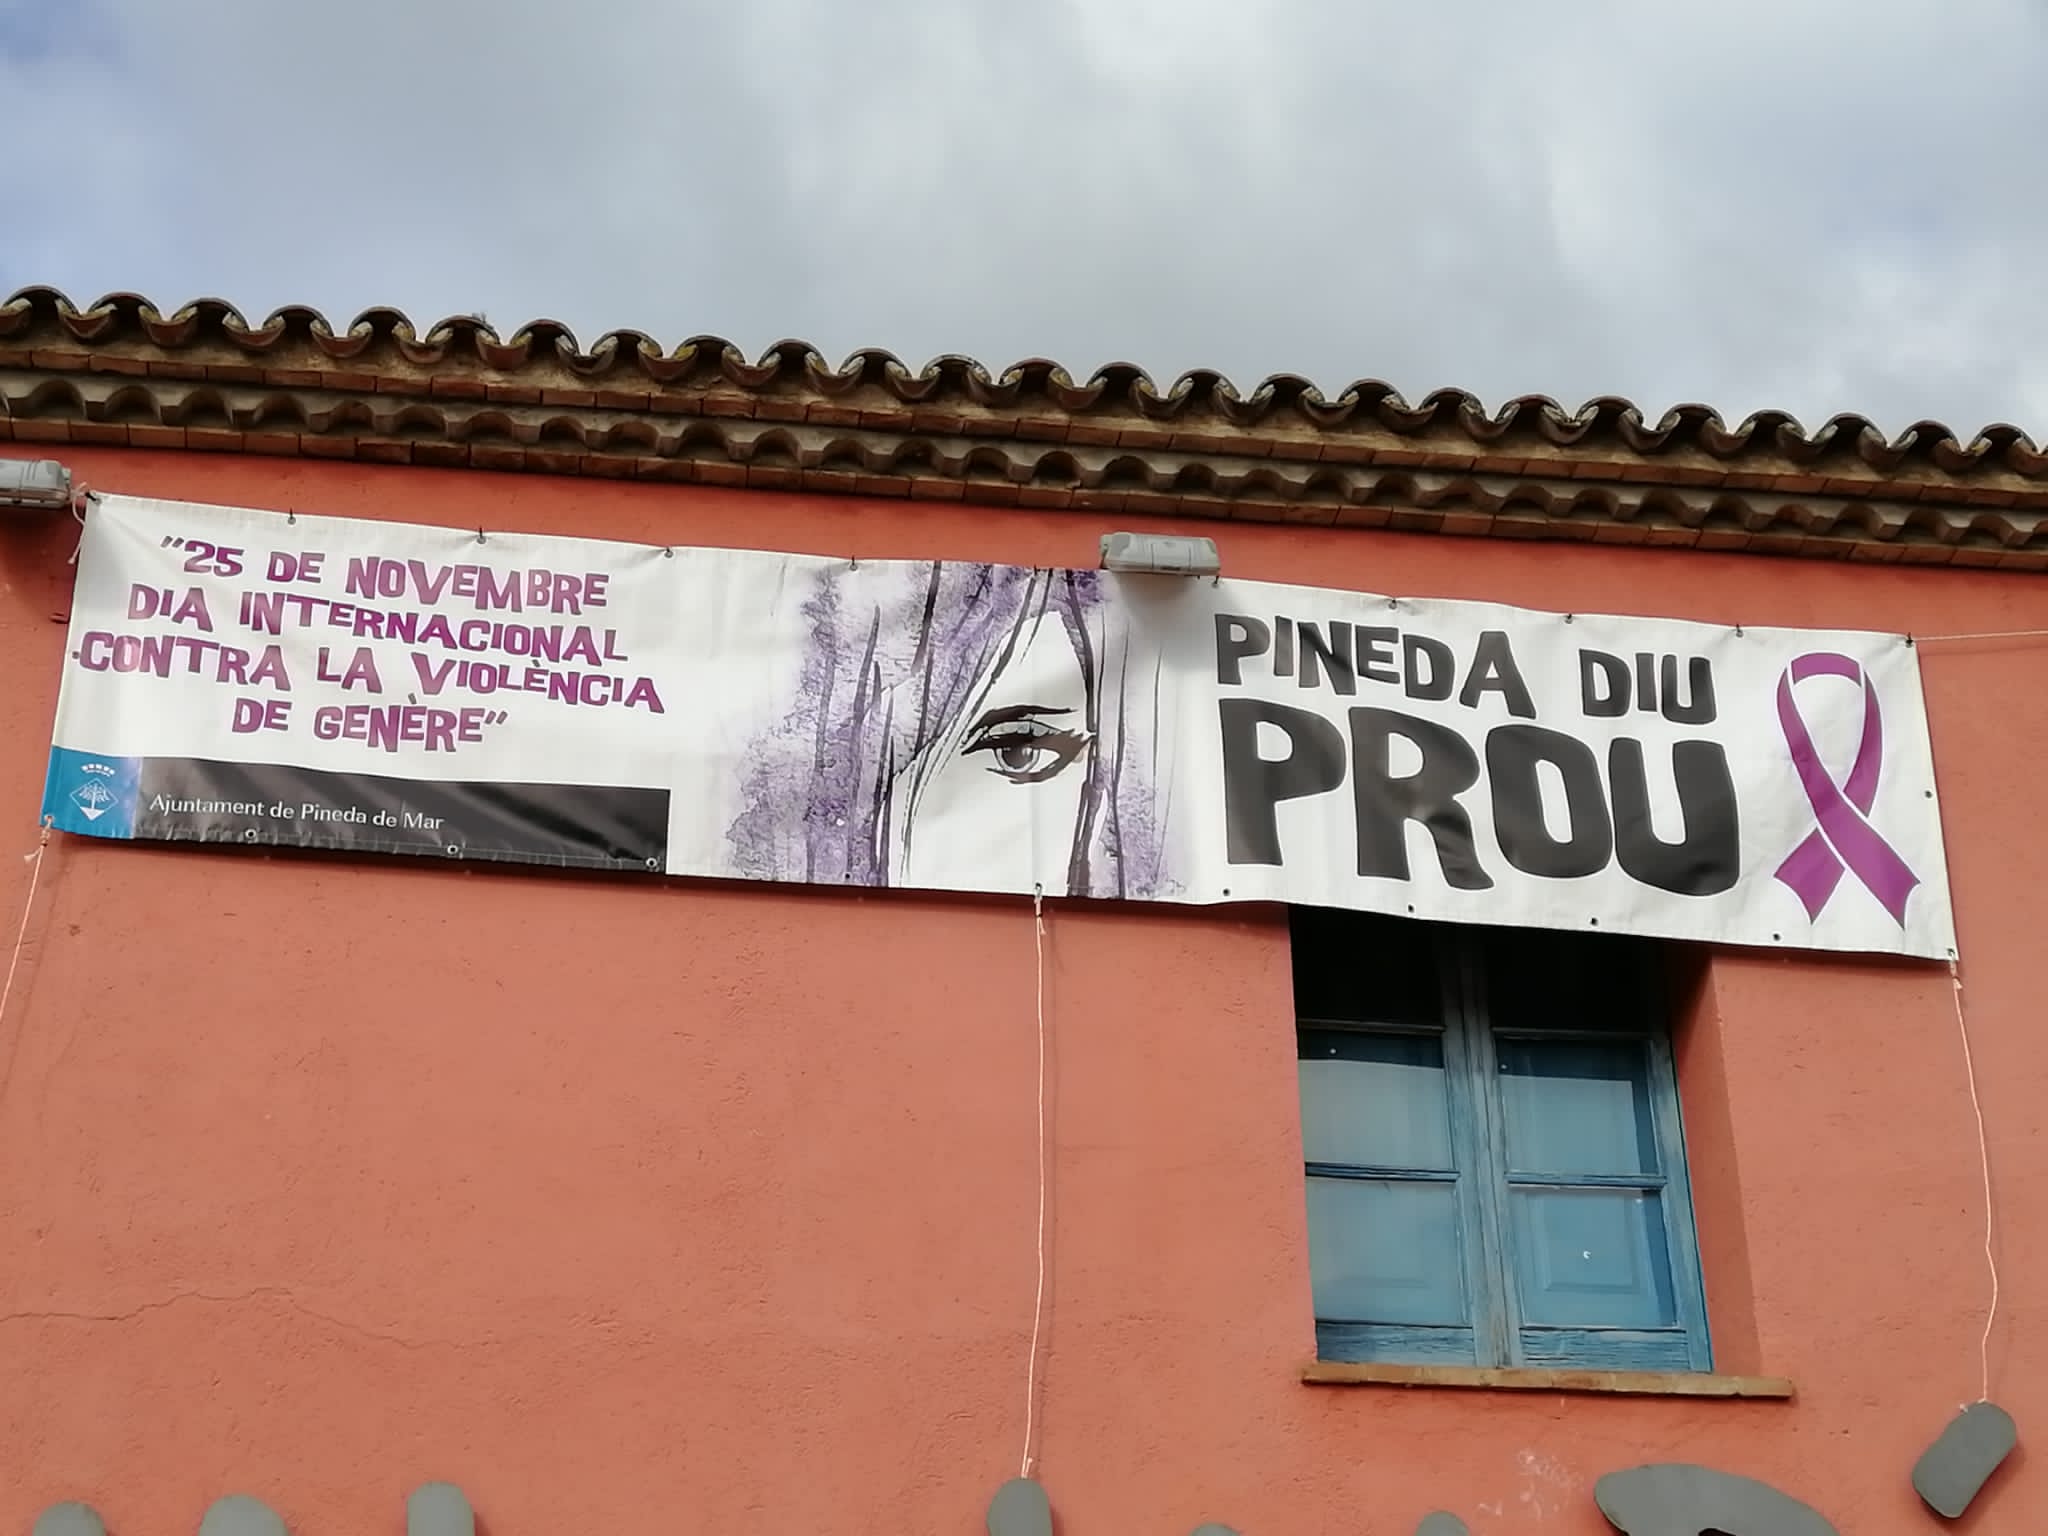 "25 DE NOVEMBRE
DIA INTERNACIONAL
CONTRA LA VIOLÈNCIA
DE GENÈRE"
Ajuntament de Pineda de Mar
PINEDA DIU
PROU